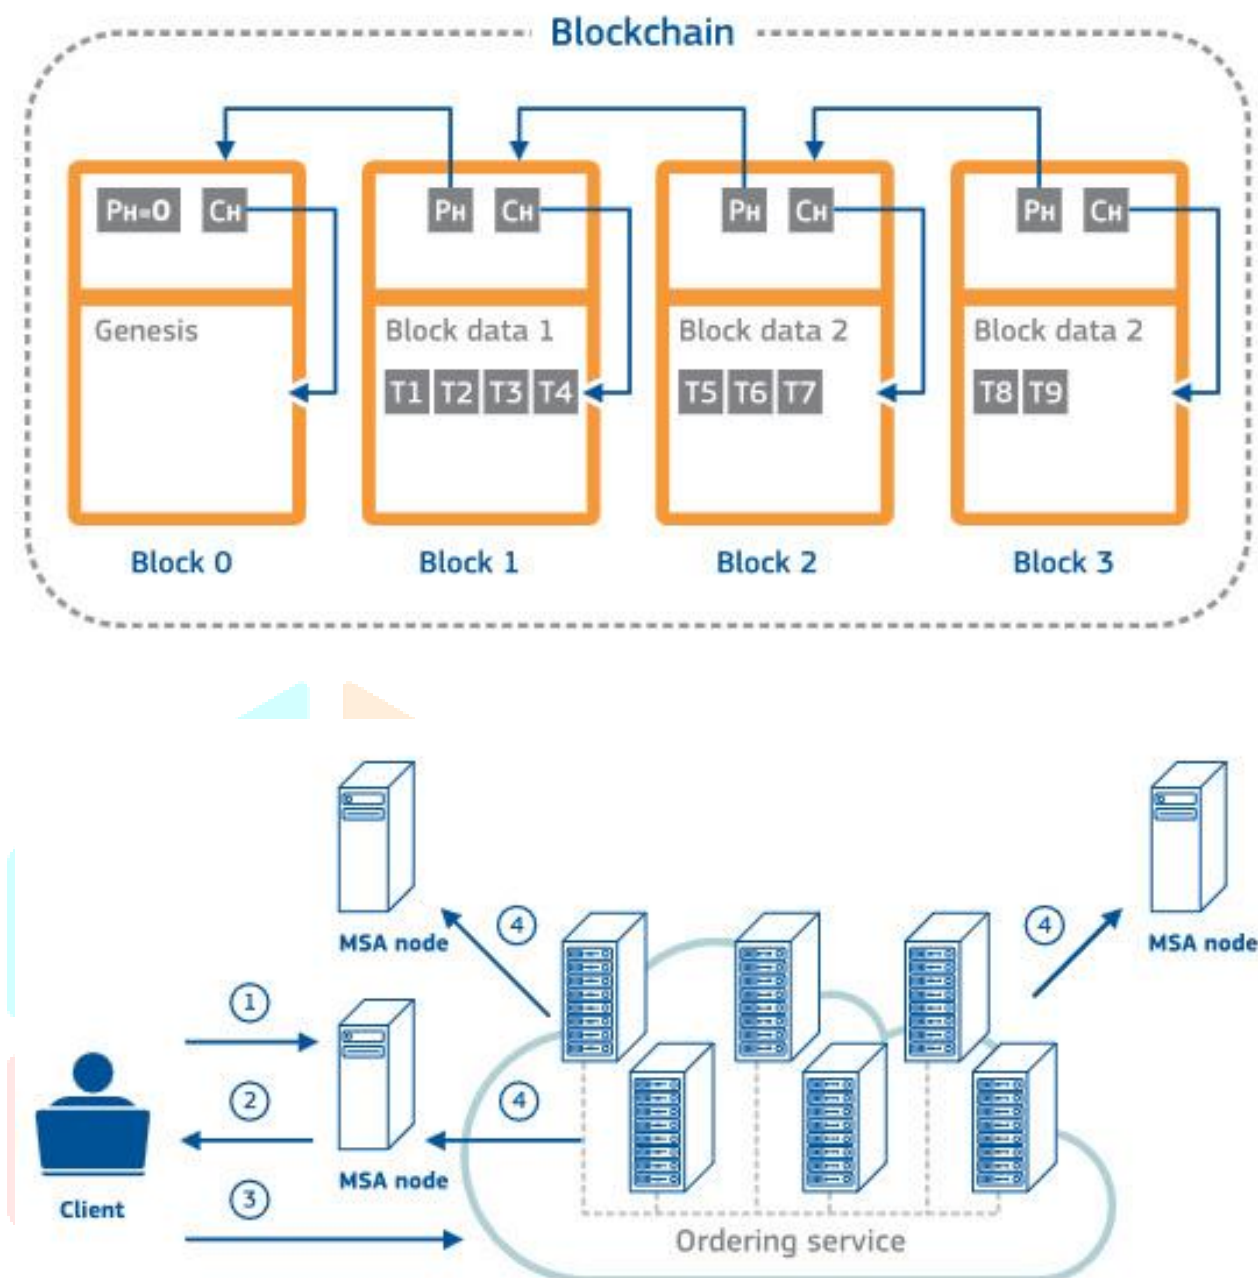 Blockchain
PH=0 CH PH CH PH CH PH CH
Genesis Block data 1 Block data 2 Block data 2
T1 T2 T3 T4 T5 T6 T7 T8 T9
Block 0 Block 1 Block 2 Block 3
4 4
MSA node MSA node
1
4
2
MSA node
3
Client
Ordering service